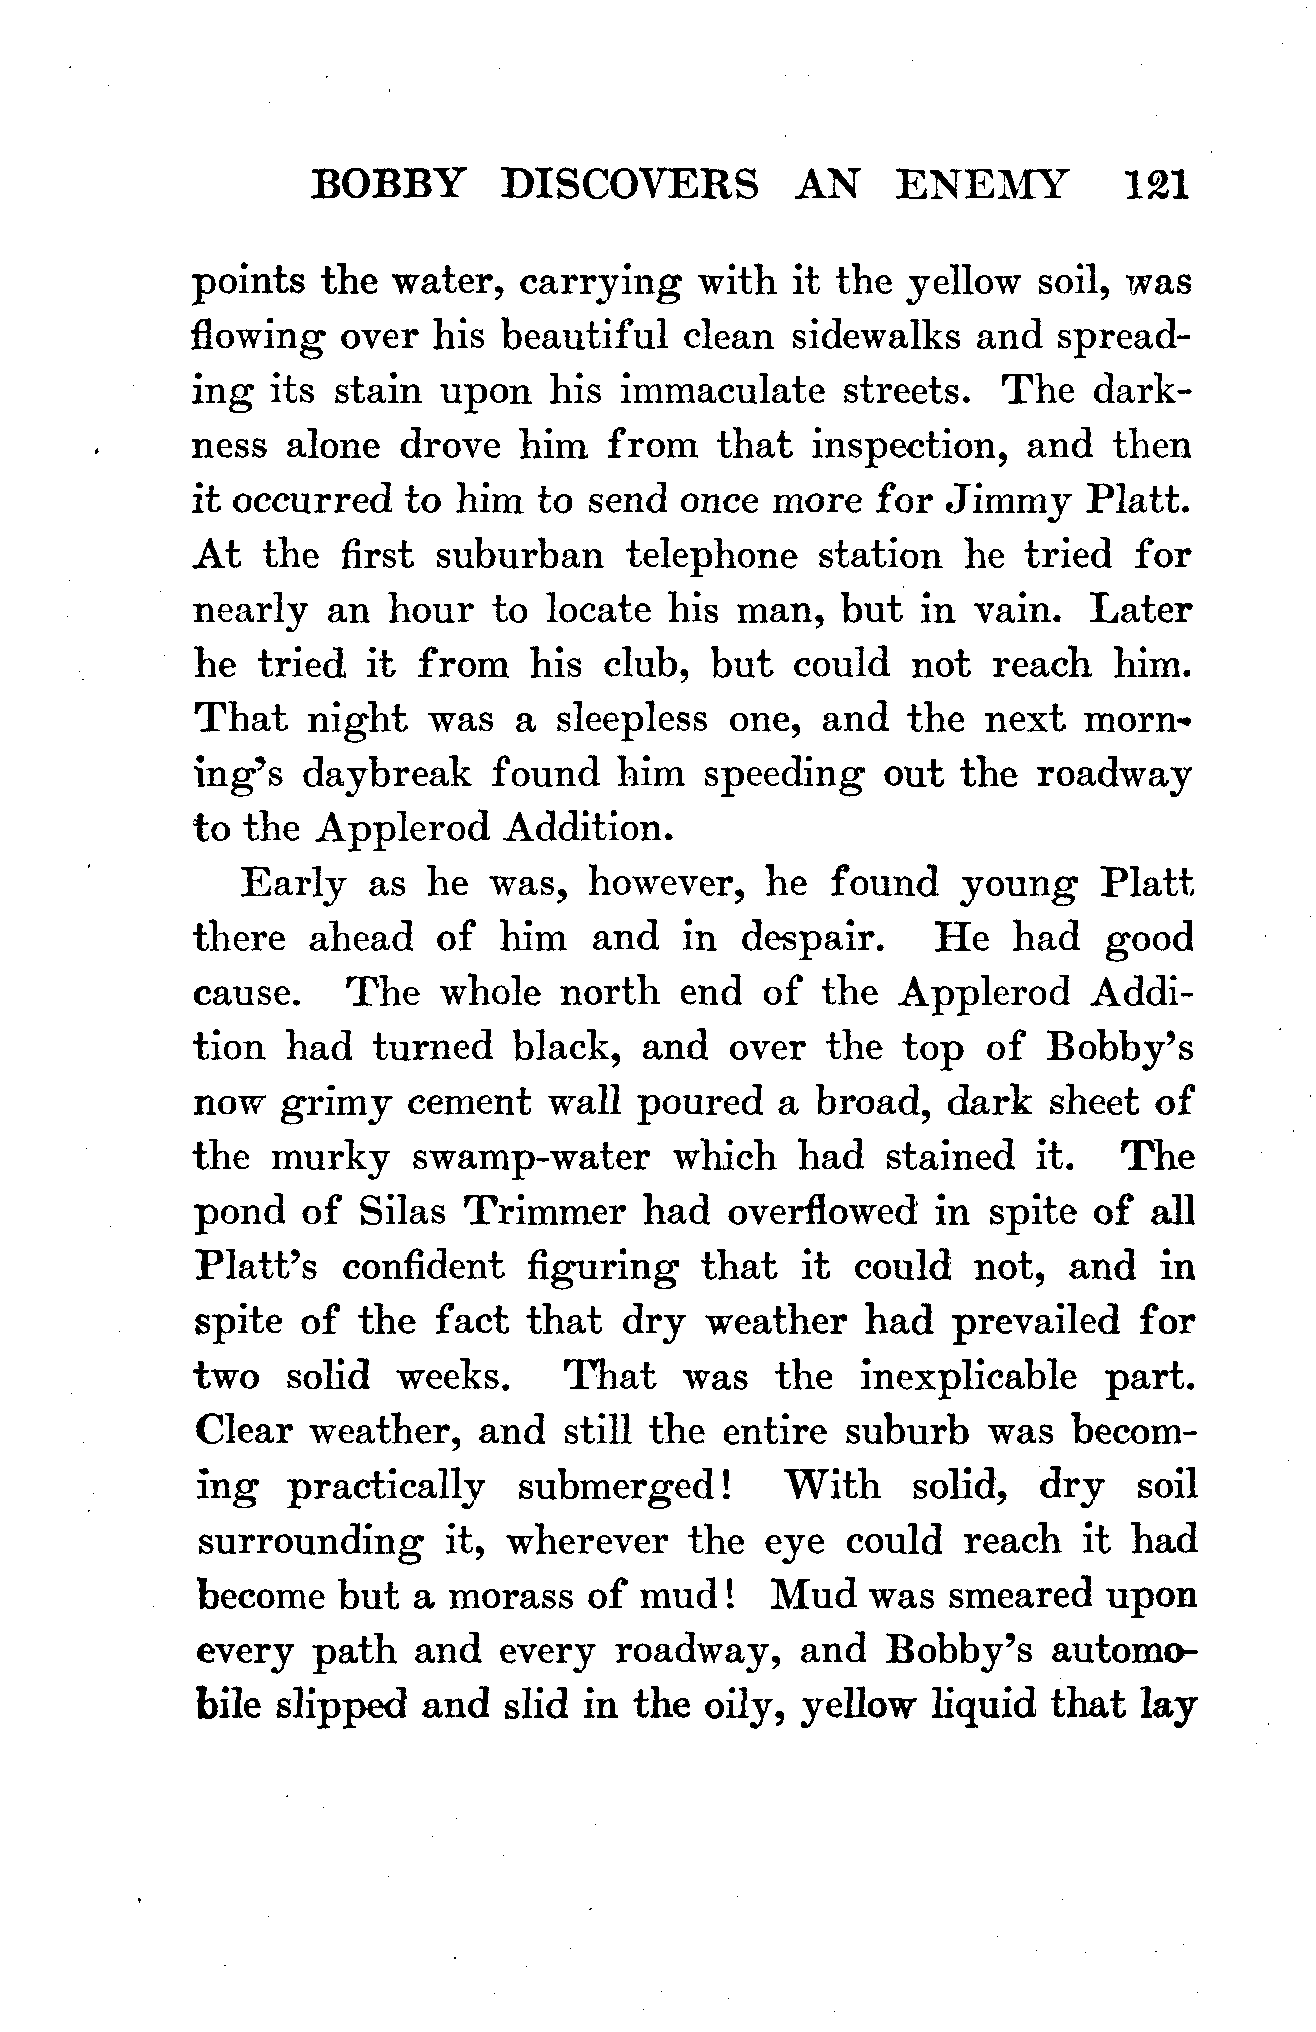 BOBBY DISCOVERS AN ENEMY 121
points the water, carrying with it the yellow soil, was
flowing over his beautiful clean sidewalks and spread-
ing its stain upon his immaculate streets. The dark-
ness alone drove him from that inspection, and then
it occurred to him to send once more for Jimmy Platt.
At the first suburban telephone station he tried for
nearly an hour to locate his man, but in vain. Later
he tried it from his club, but could not reach him.
That night was a sleepless one, and the next morn-
ing's daybreak found him speeding out the roadway
to the Applerod Addition.
Early as he was, however, he found young Platt
there ahead of him and in despair. He had good
cause. The whole north end of the Applerod Addi-
tion had turned black, and over the top of Bobby's
now grimy cement wall poured a broad, dark sheet of
the murky swamp-water which had stained it. The
pond of Silas Trimmer had overflowed in spite of all
Platt's confident figuring that it could not, and in
spite of the fact that dry weather had prevailed for
two solid weeks. That was the inexplicable part.
Clear weather, and still the entire suburb was becom-
ing practically submerged! With solid, dry soil
surrounding it, wherever the eye could reach it had
become but a morass of mud! Mud was smeared upon
every path and every roadway, and Bobby's automo-
bile slipped and slid in the oily, yellow liquid that lay